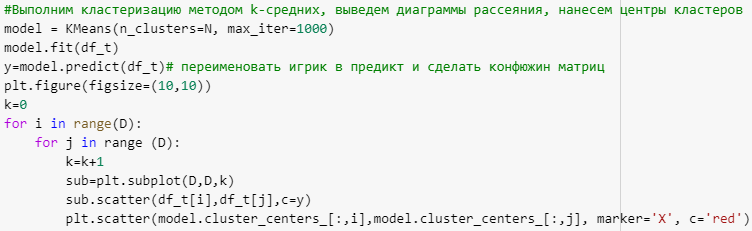 #Выполним кластеризацию методом k-средних, выведем диаграммы рассеяния, нанесем центры кластеров
model = KMeans(n_clusters=N, max_iter=1000)
model.fit(df_t)
y=model.predict(df_t)# переименовать игрик в предикт и сделать конфюжин матриц
plt.figure(figsize=(10,10))
k=0
for i in range(D):
    for j in range (D):
        k=k+1
        sub=plt.subplot(D,D,k)
        sub.scatter(df_t[i],df_t[j],c=y)
        plt.scatter(model.cluster_centers_[:,i],model.cluster_centers_[:,j], marker='X', c='red')